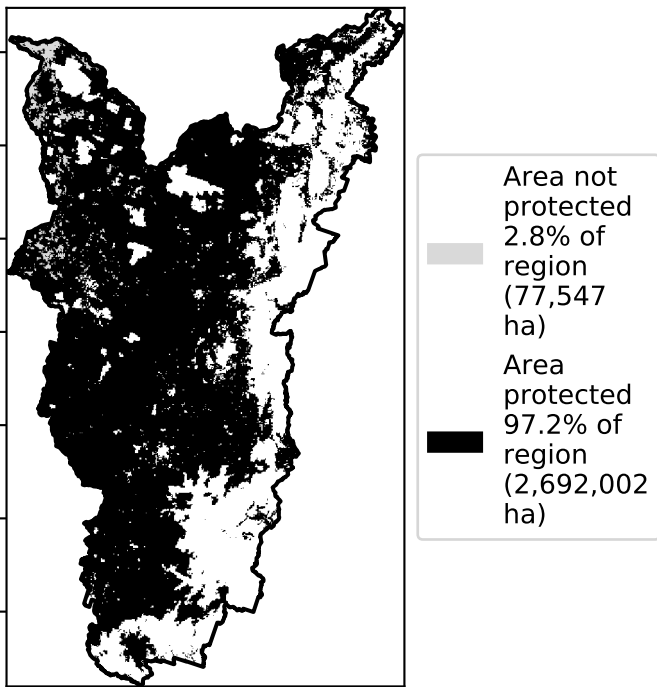 Area not
protected
2.8% of
region
(77,547
ha)
Area
protected
97.2% of
region
(2,692,002
ha)